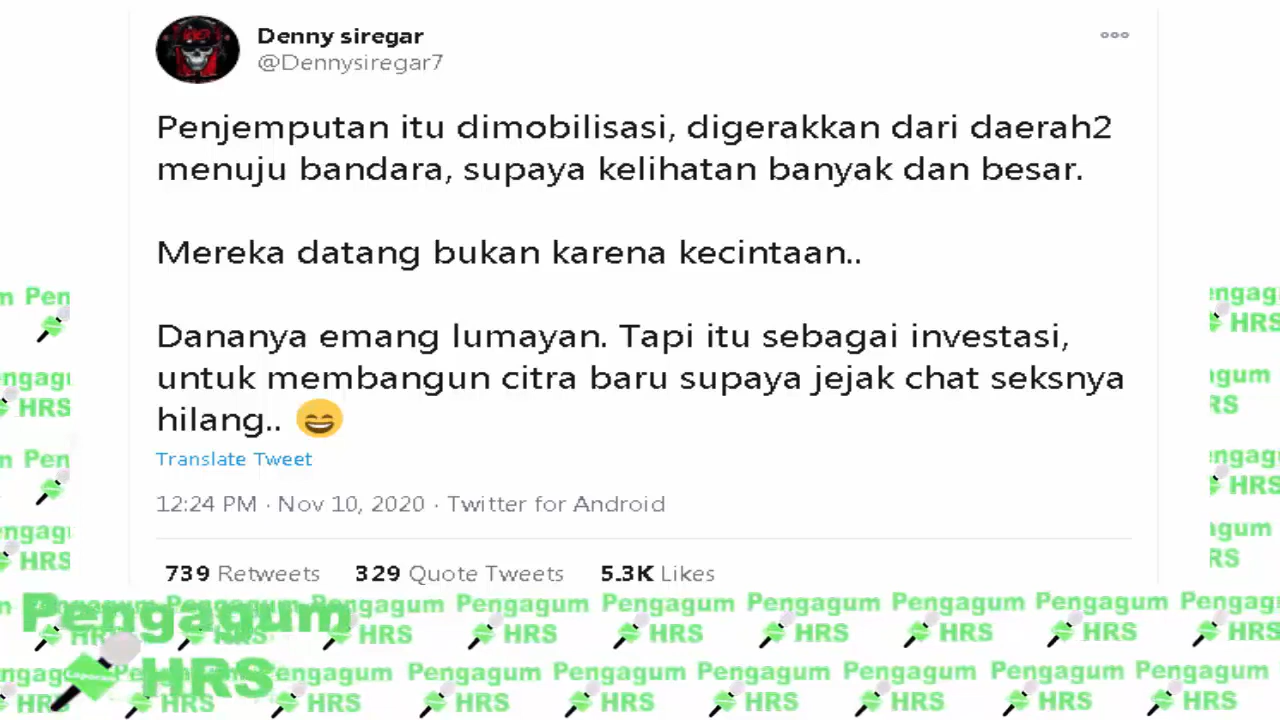 Denny siregar
@Dennysiregar7
Penjemputan itu dimobilisasi, digerakkan dari daerah2
menuju bandara, supaya kelihatan banyak dan besar.
Mereka datang bukan karena kecintaan..
Dananya emang lumayan. Tapi itu sebagai investasi,
untuk membangun citra baru supaya jejak chat seksnya
hilang.. 😄
Translate Tweet
12:24 PM · Nov 10, 2020 · Twitter for Android
739 Retweets 329 Quote Tweets 5.3K Likes
Pengagum
HRS